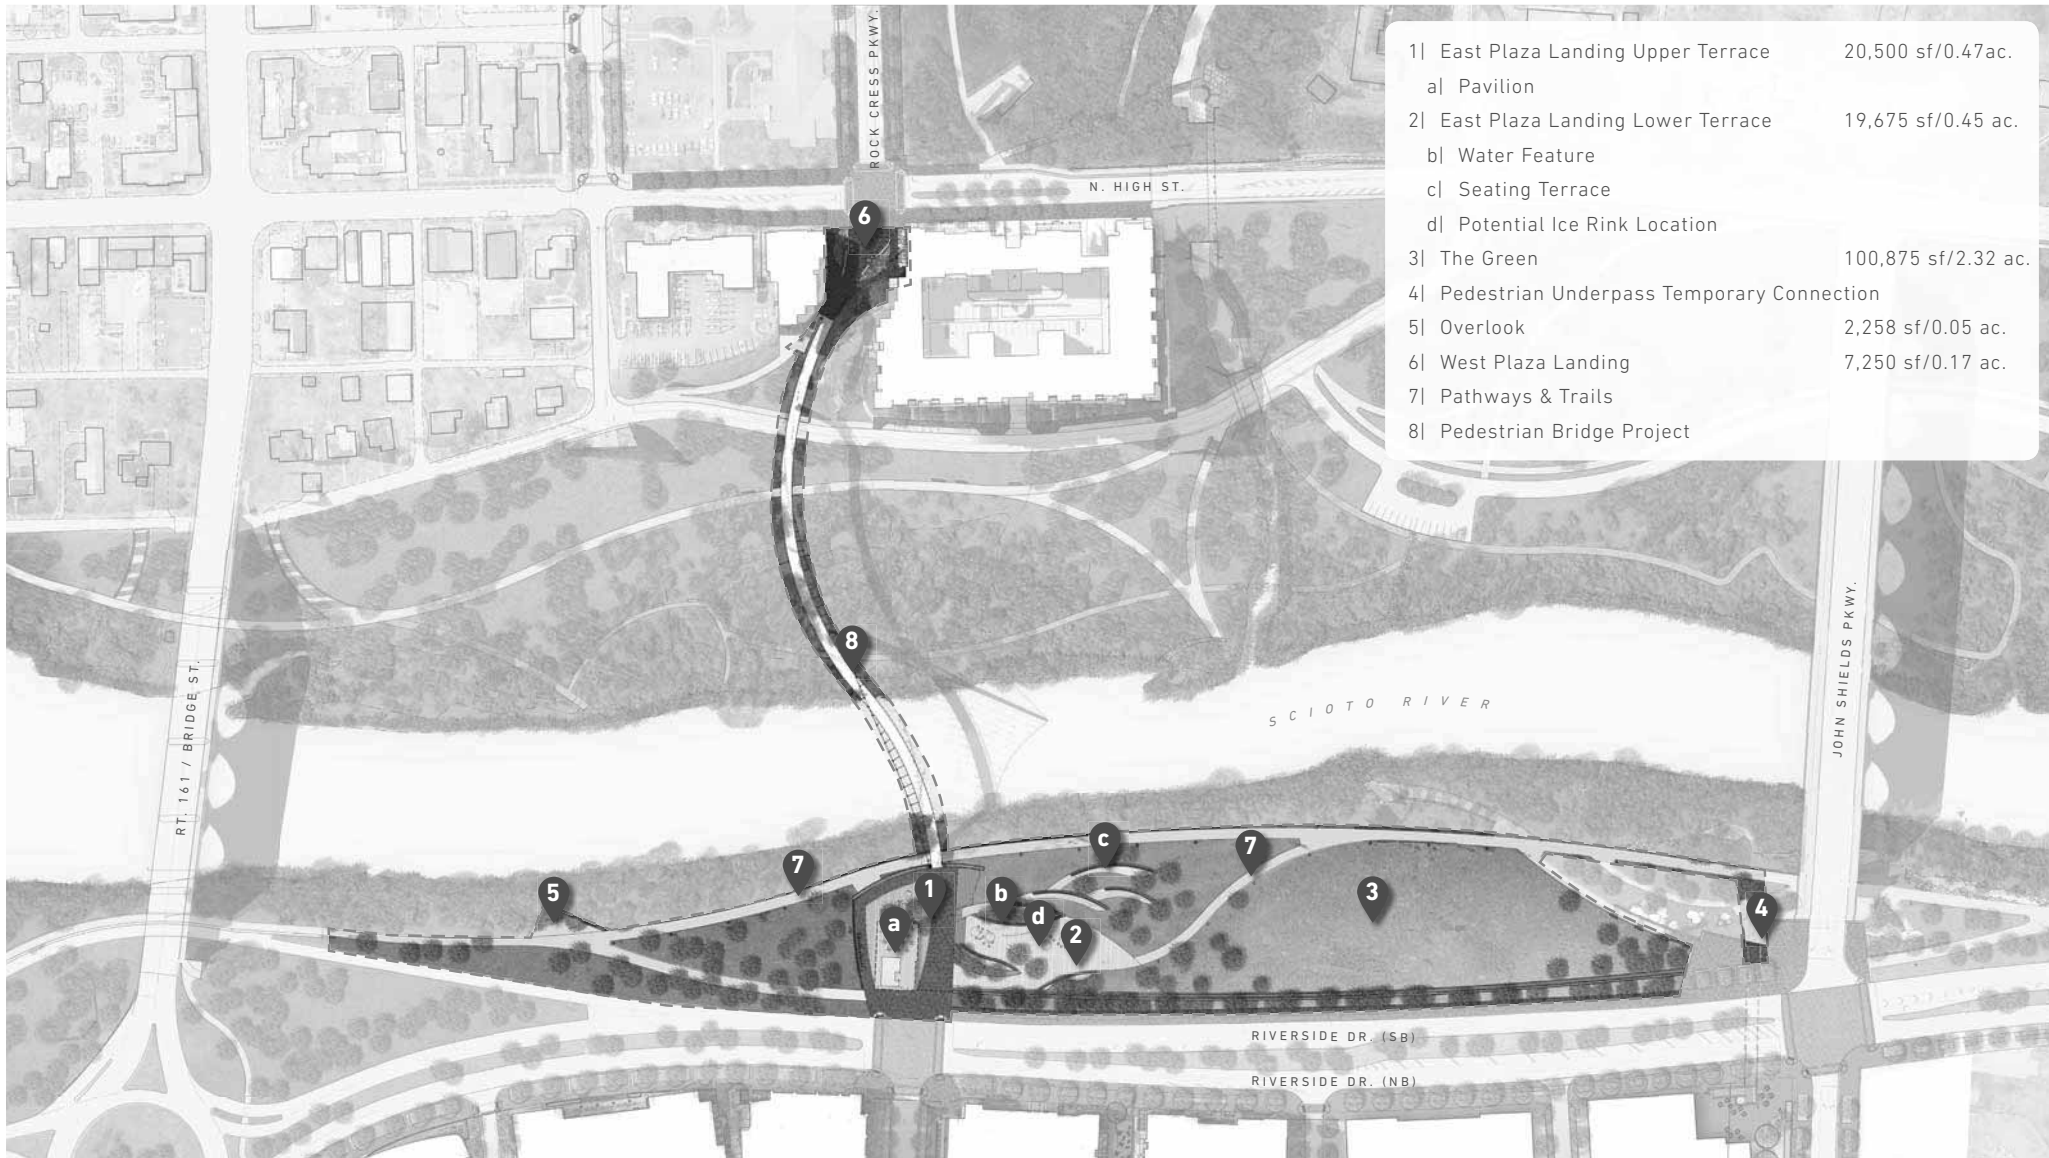 1| East Plaza Landing Upper Terrace 20,500 sf/0.47ac.
a| Pavilion
2| East Plaza Landing Lower Terrace 19,675 sf/0.45 ac.
b| Water Feature
c| Seating Terrace
d| Potential Ice Rink Location
3| The Green 100,875 sf/2.32 ac.
4| Pedestrian Underpass Temporary Connection
5| Overlook 2,258 sf/0.05 ac.
6| West Plaza Landing 7,250 sf/0.17 ac.
7| Pathways & Trails
8| Pedestrian Bridge Project
ROCK CRESS PKWY.
N. HIGH ST.
6
8
SCIOTO RIVER
RT. 161 / BRIDGE ST.
JOHN SHIELDS PKWY.
c
7
7
5
1
b
3
a
d
2
4
RIVERSIDE DR. (SB)
RIVERSIDE DR. (NB)